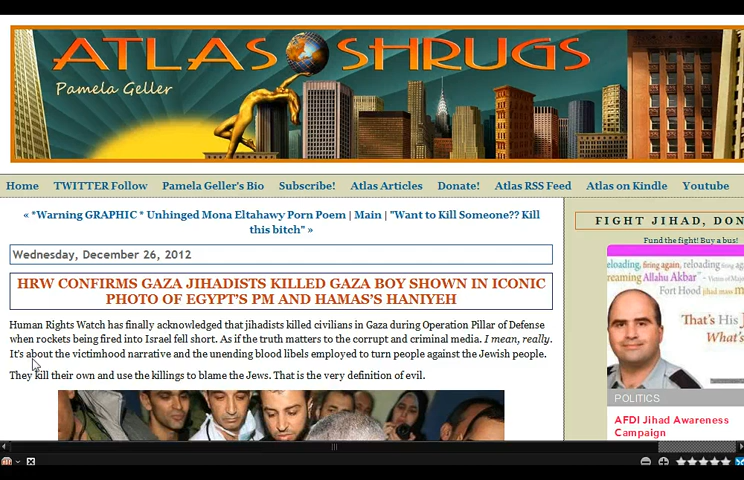 ATLAS SHRUGS
Pamela Geller
Home TWITTER Follow Pamela Geller's Bio Subscribe! Atlas Articles Donate! Atlas RSS Feed Atlas on Kindle Youtube
« *Warning GRAPHIC * Unhinged Mona Eltahawy Porn Poem | Main | "Want to Kill Someone?? Kill
this bitch" »
Wednesday, December 26, 2012
HRW CONFIRMS GAZA JIHADISTS KILLED GAZA BOY SHOWN IN ICONIC
PHOTO OF EGYPT'S PM AND HAMAS'S HANIYEH
Human Rights Watch has finally acknowledged that jihadists killed civilians in Gaza during Operation Pillar of Defense
when rockets being fired into Israel fell short. As if the truth matters to the corrupt and criminal media. I mean, really.
It's about the victimhood narrative and the unending blood libels employed to turn people against the Jewish people.
They kill their own and use the killings to blame the Jews. That is the very definition of evil.
FIGHT JIHAD, DON
Fund the fight! Buy a bus!
reloading, firing again, reloading
reaming Allahu Akbar"
Fort Hood jihad mass m
That's His J
What's
POLITICS
AFDI Jihad Awareness
Campaign